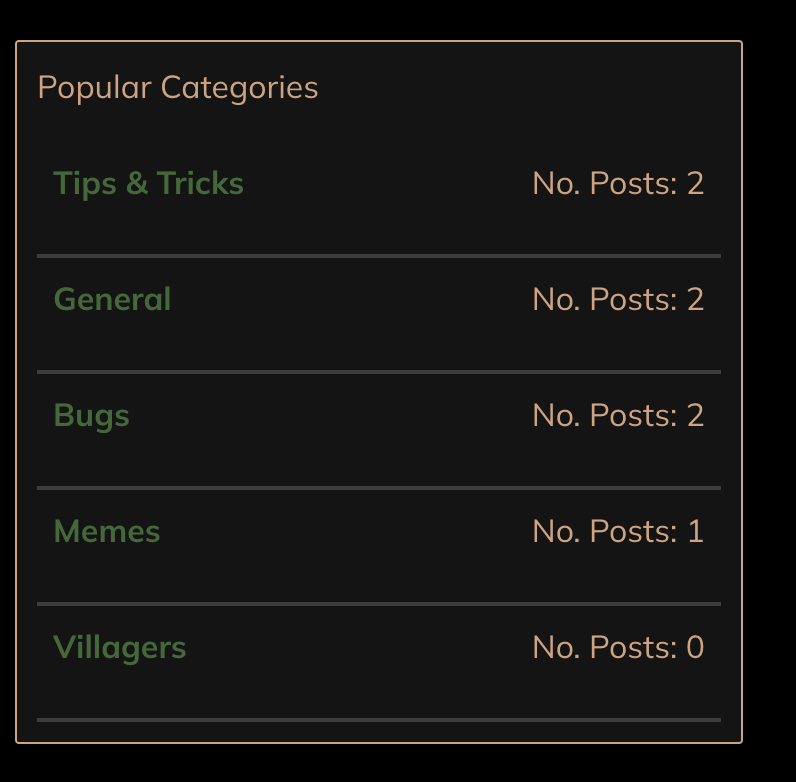 Popular Categories
Tips & Tricks No. Posts: 2
General No. Posts: 2
Bugs No. Posts: 2
Memes No. Posts: 1
Villagers No. Posts: 0